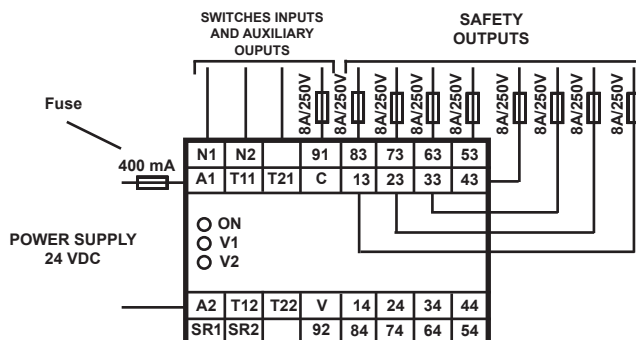 SWITCHES INPUTS
AND AUXILIARY
OUPUTS
SAFETY
OUTPUTS
8A/250V 8A/250V 8A/250V 8A/250V 8A/250V 8A/250V 8A/250V 8A/250V 8A/250V
Fuse
400 mA
N1 N2 91 83 73 63 53
A1 T11 T21 C 13 23 33 43
ON
V1
V2
POWER SUPPLY
24 VDC
A2 T12 T22 V 14 24 34 44
SR1 SR2 92 84 74 64 54